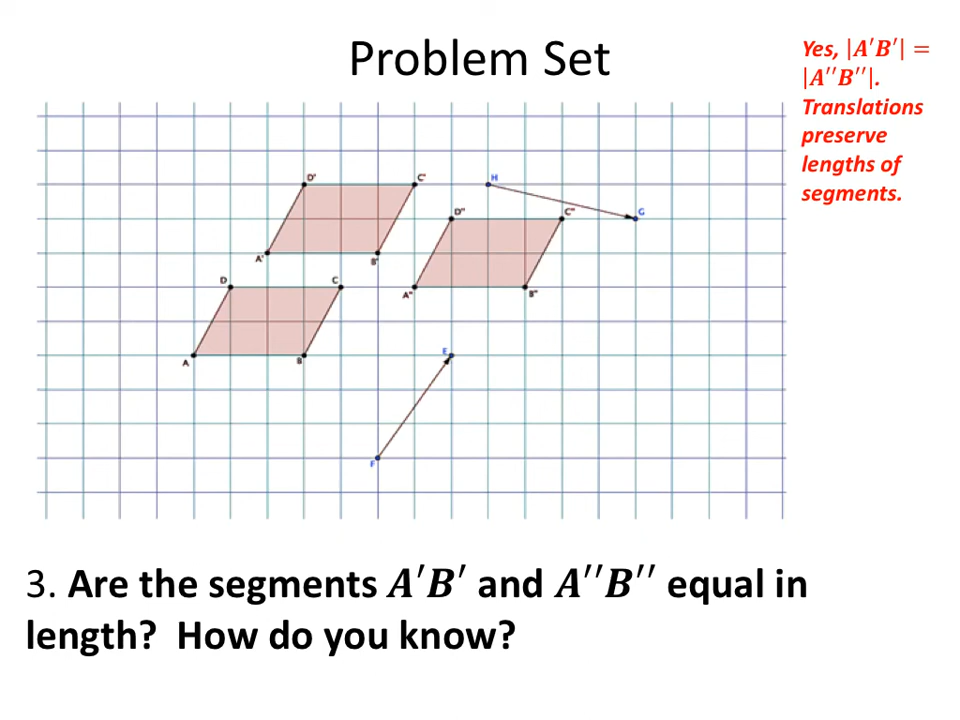 Problem Set
Yes, |A′B′| =
|A′′B′′|.
Translations
preserve
lengths of
segments.
D'
C'
H
D"
C"
G
A'
B'
D
C
A"
B"
A
B
E
F
3. Are the segments A′B′ and A′′B′′ equal in
length? How do you know?